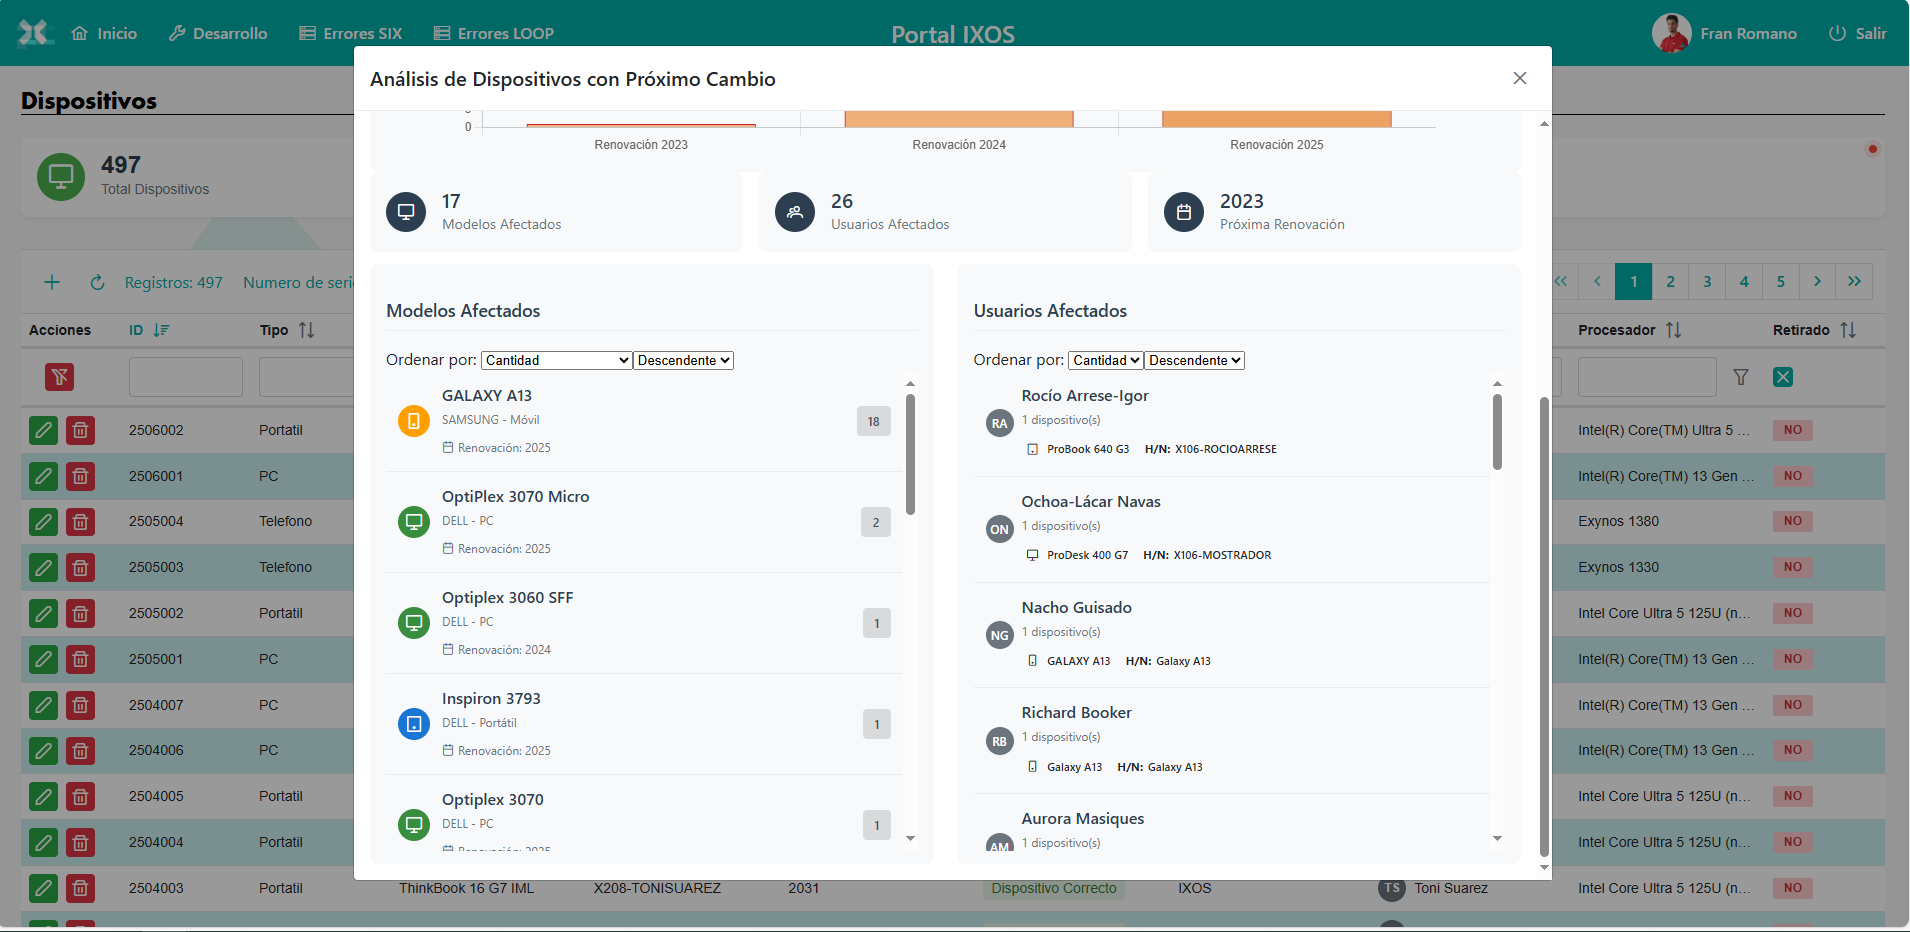 Inicio
Desarrollo
Errores SIX
Errores LOOP
Portal IXOS
Fran Romano
Salir
Dispositivos
497
Total Dispositivos
Registros: 497
Numero de seri
1
2
3
4
5
Acciones
ID
Tipo
Procesador
Retirado
2506002 Portatil Intel(R) Core(TM) Ultra 5 ... NO
2506001 PC Intel(R) Core(TM) 13 Gen ... NO
2505004 Telefono Exynos 1380 NO
2505003 Telefono Exynos 1330 NO
2505002 Portatil Intel Core Ultra 5 125U (n... NO
2505001 PC Intel(R) Core(TM) 13 Gen ... NO
2504007 PC Intel(R) Core(TM) 13 Gen ... NO
2504006 PC Intel(R) Core(TM) 13 Gen ... NO
2504005 Portatil Intel Core Ultra 5 125U (n... NO
2504004 Portatil Intel Core Ultra 5 125U (n... NO
2504003 Portatil ThinkBook 16 G7 IML X208-TONISUAREZ 2031 Dispositivo Correcto IXOS TS Toni Suarez Intel Core Ultra 5 125U (n... NO
Análisis de Dispositivos con Próximo Cambio
0
Renovación 2023
Renovación 2024
Renovación 2025
17
Modelos Afectados
26
Usuarios Afectados
2023
Próxima Renovación
Modelos Afectados
Ordenar por: Cantidad Descendente
GALAXY A13
SAMSUNG - Móvil
18
Renovación: 2025
OptiPlex 3070 Micro
DELL - PC
2
Renovación: 2025
Optiplex 3060 SFF
DELL - PC
1
Renovación: 2024
Inspiron 3793
DELL - Portátil
1
Renovación: 2025
Optiplex 3070
DELL - PC
1
Renovación: 2025
Usuarios Afectados
Ordenar por: Cantidad Descendente
Rocío Arrese-Igor
RA
1 dispositivo(s)
ProBook 640 G3 H/N: X106-ROCIOARRESE
Ochoa-Lácar Navas
ON
1 dispositivo(s)
ProDesk 400 G7 H/N: X106-MOSTRADOR
Nacho Guisado
NG
1 dispositivo(s)
GALAXY A13 H/N: Galaxy A13
Richard Booker
RB
1 dispositivo(s)
Galaxy A13 H/N: Galaxy A13
Aurora Masiques
AM
1 dispositivo(s)